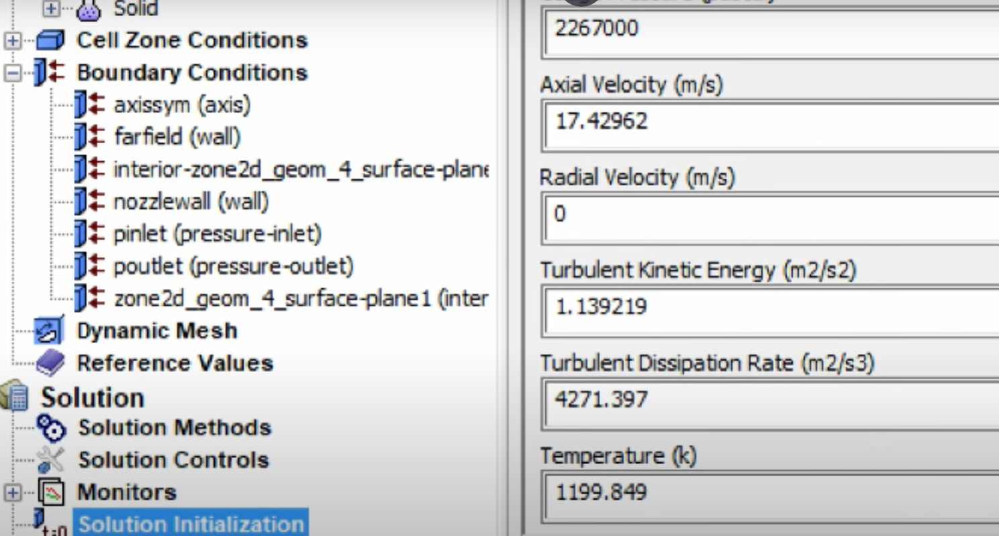 Solid
Cell Zone Conditions
Boundary Conditions
axissym (axis)
farfield (wall)
interior-zone2d_geom_4_surface-plane
nozzlewall (wall)
pinlet (pressure-inlet)
poutlet (pressure-outlet)
zone2d_geom_4_surface-plane1 (inter
Dynamic Mesh
Reference Values
Solution
Solution Methods
Solution Controls
Monitors
t=0
Solution Initialization
2267000
Axial Velocity (m/s)
17.42962
Radial Velocity (m/s)
0
Turbulent Kinetic Energy (m2/s2)
1.139219
Turbulent Dissipation Rate (m2/s3)
4271.397
Temperature (k)
1199.849